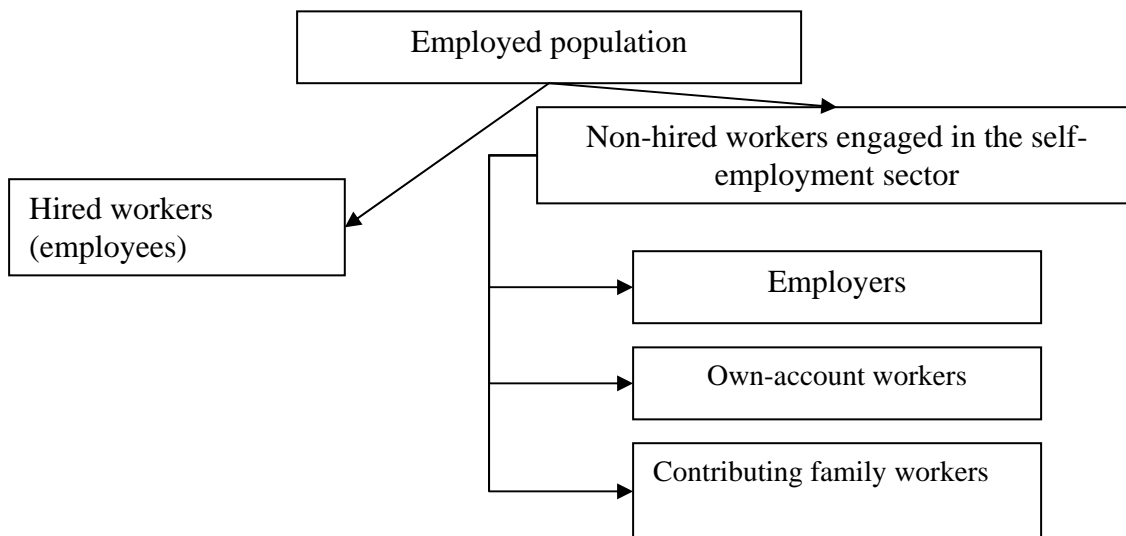 Employed population
Non-hired workers engaged in the self-
employment sector
Hired workers
(employees)
Employers
Own-account workers
Contributing family workers